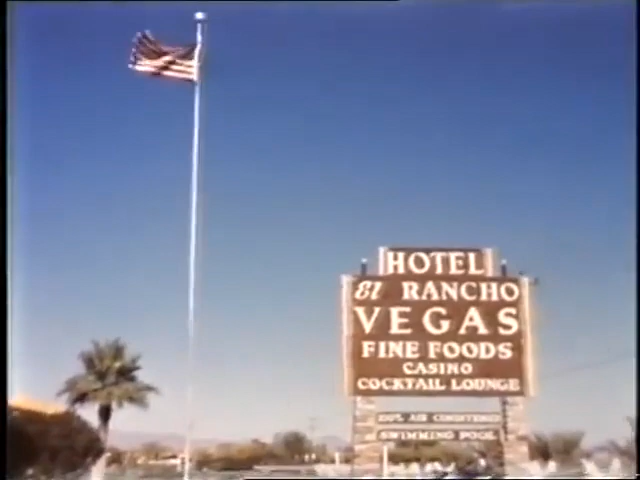 HOTEL
El RANCHO
VEGAS
FINE FOODS
CASINO
COCKTAIL LOUNGE
100% AIR CONDITIONED
SWIMMING POOL